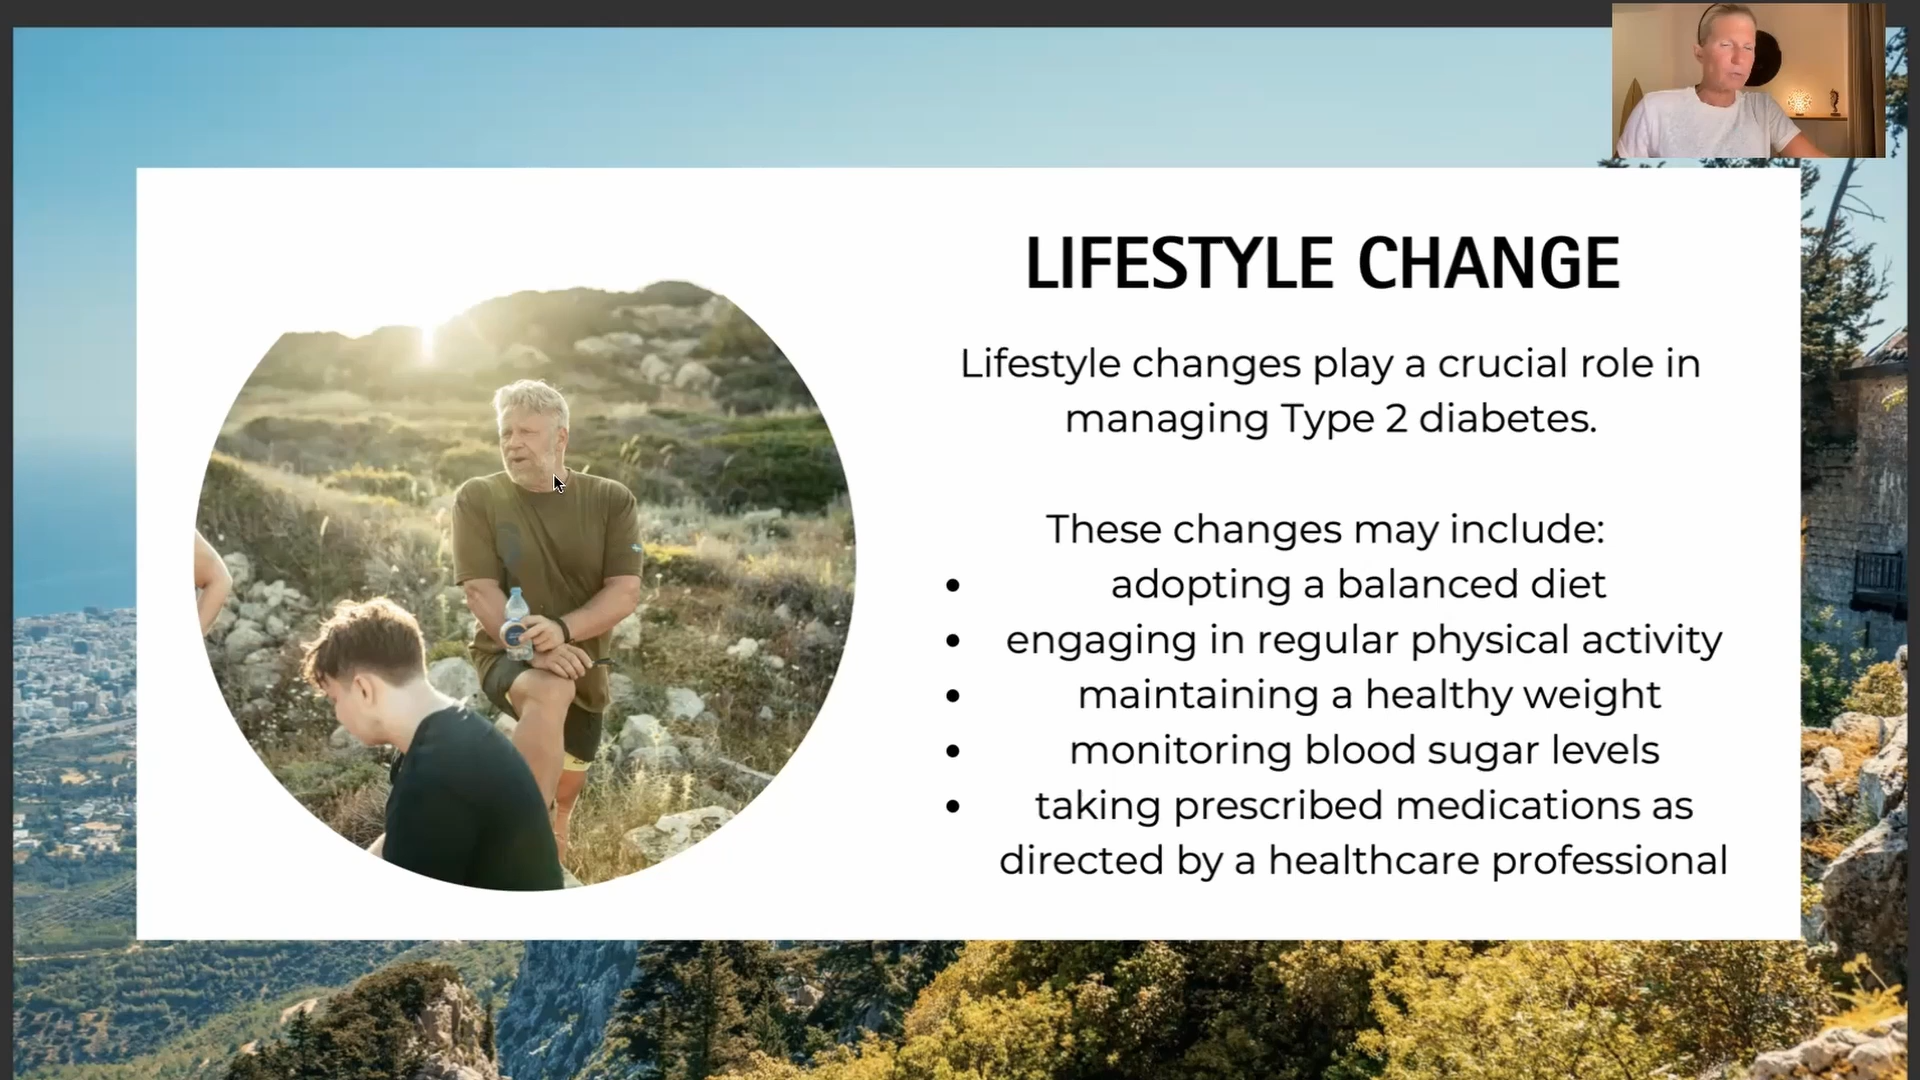 LIFESTYLE CHANGE
Lifestyle changes play a crucial role in
managing Type 2 diabetes.
These changes may include:
• adopting a balanced diet
• engaging in regular physical activity
• maintaining a healthy weight
• monitoring blood sugar levels
• taking prescribed medications as
directed by a healthcare professional